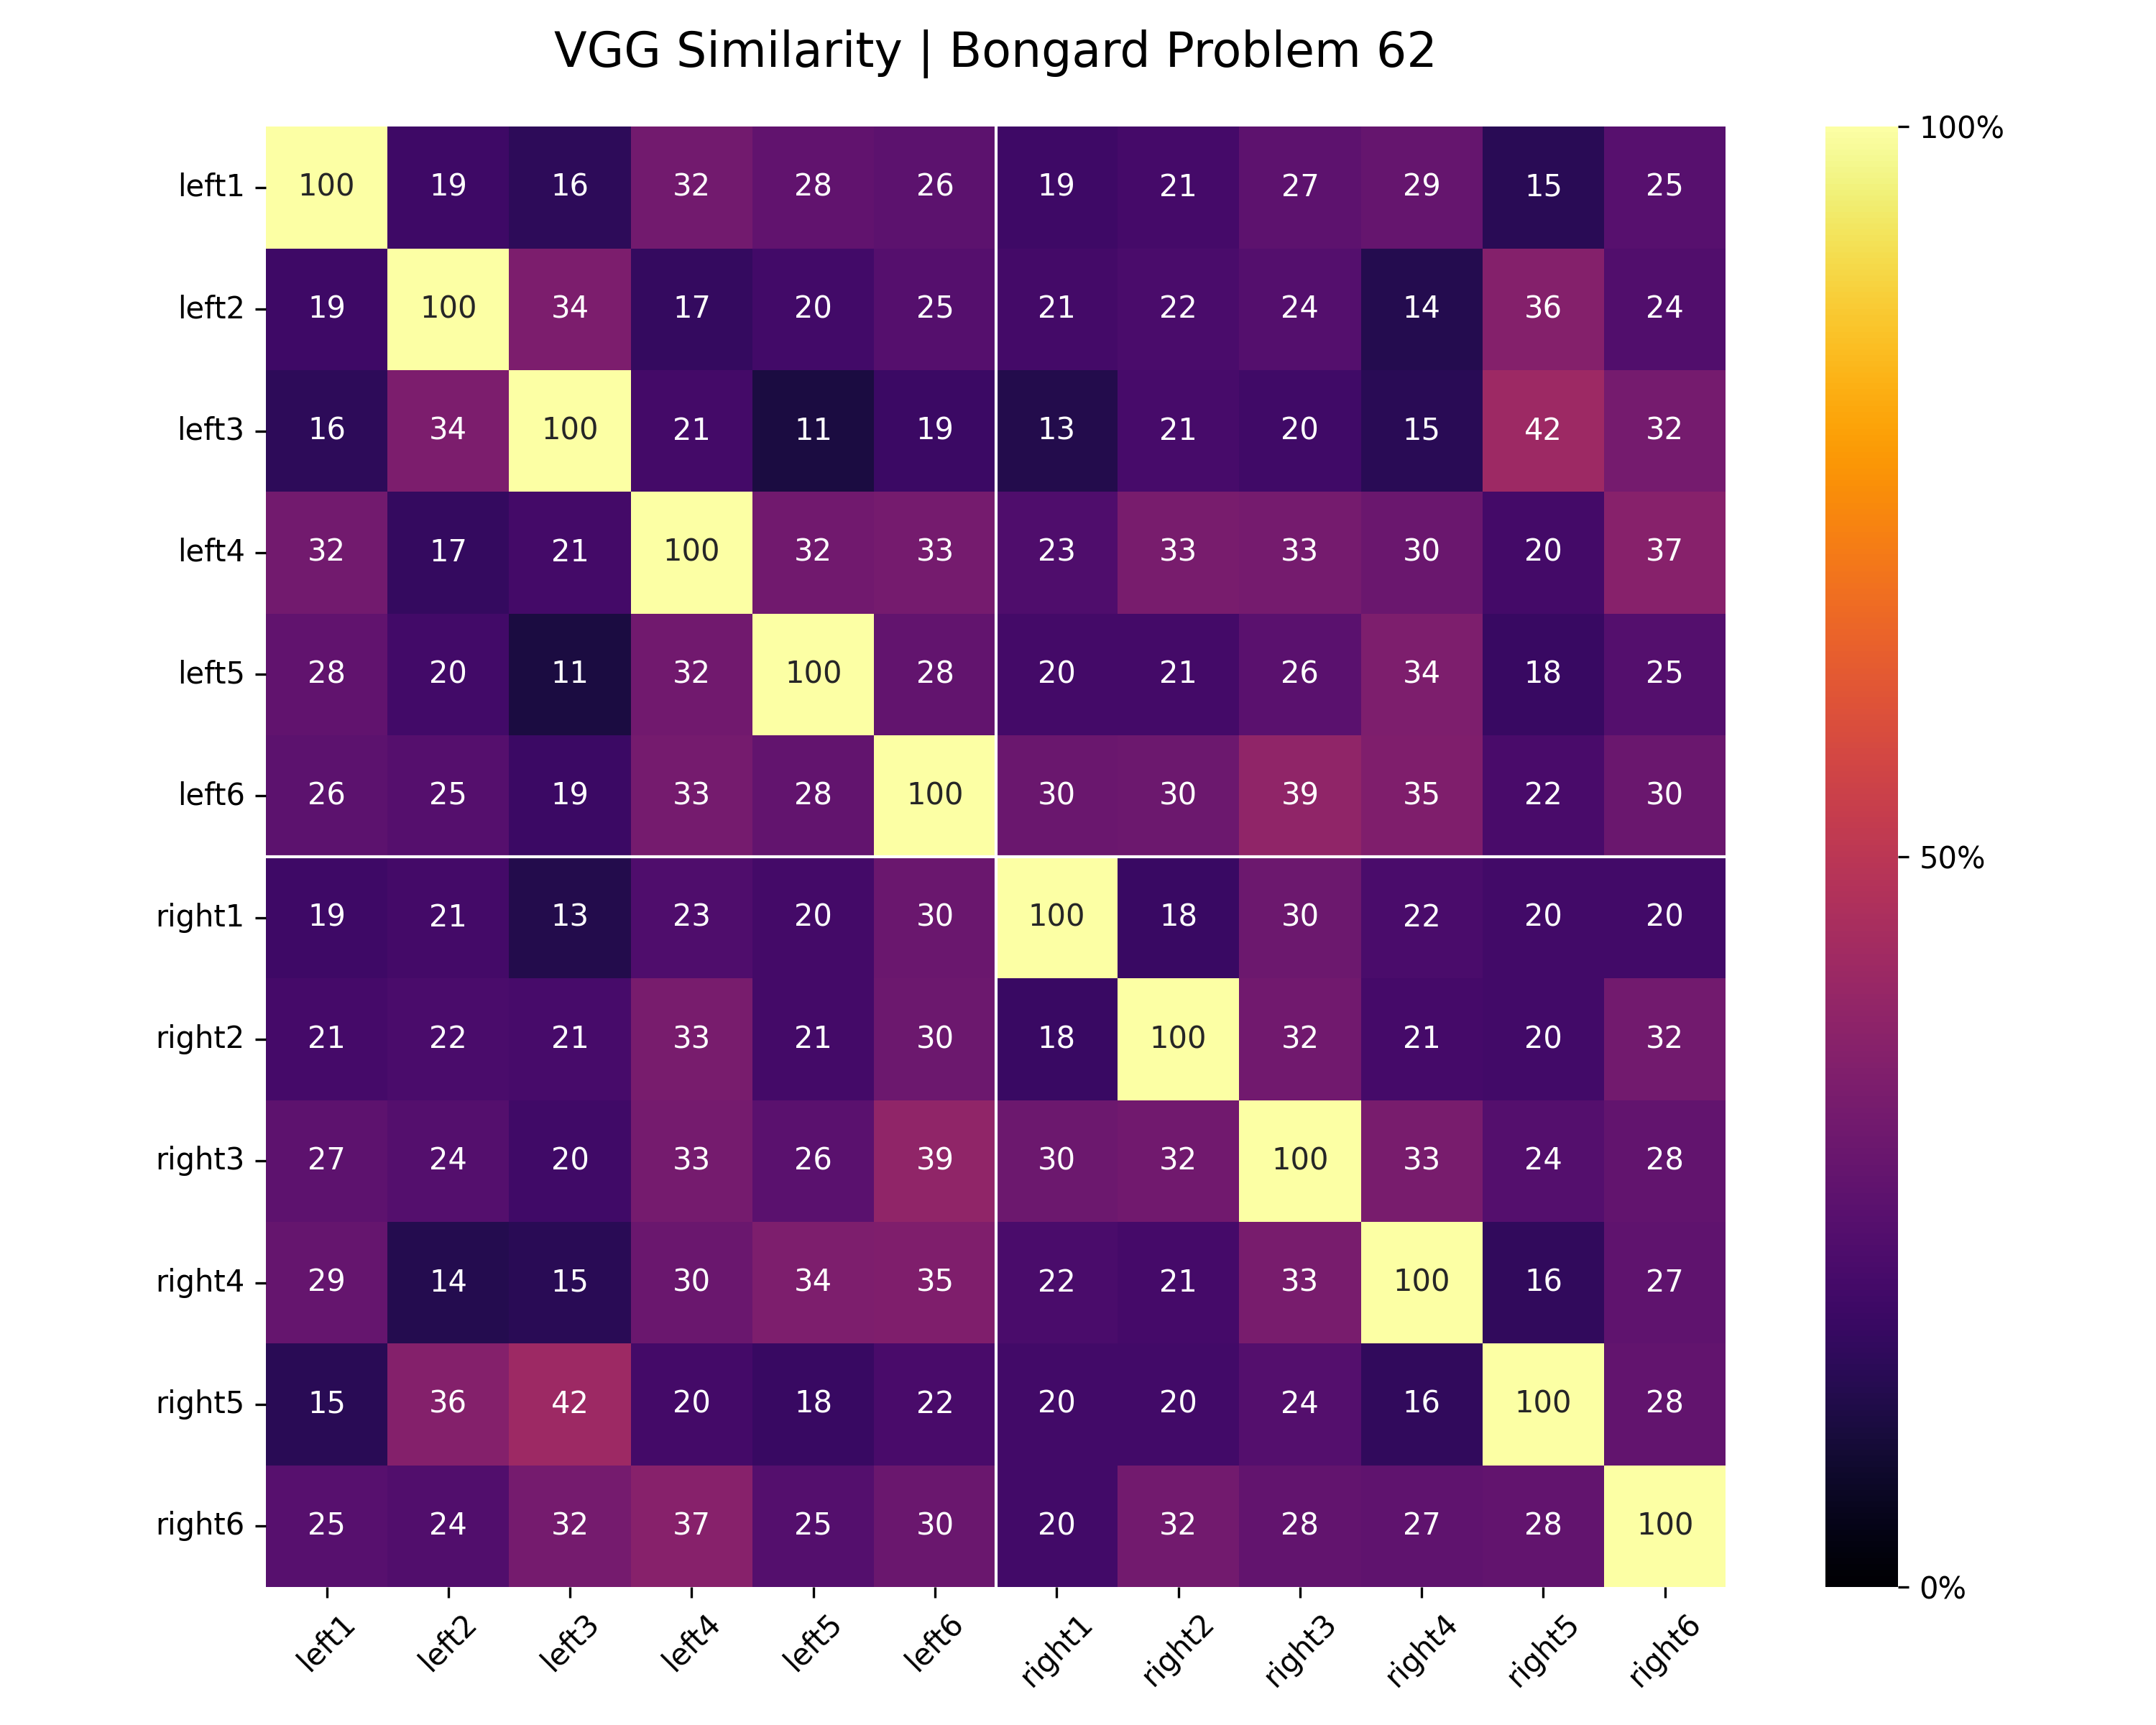 VGG Similarity | Bongard Problem 62
left1 100 19 16 32 28 26 19 21 27 29 15 25
left2 19 100 34 17 20 25 21 22 24 14 36 24
left3 16 34 100 21 11 19 13 21 20 15 42 32
left4 32 17 21 100 32 33 23 33 33 30 20 37
left5 28 20 11 32 100 28 20 21 26 34 18 25
left6 26 25 19 33 28 100 30 30 39 35 22 30
right1 19 21 13 23 20 30 100 18 30 22 20 20
right2 21 22 21 33 21 30 18 100 32 21 20 32
right3 27 24 20 33 26 39 30 32 100 33 24 28
right4 29 14 15 30 34 35 22 21 33 100 16 27
right5 15 36 42 20 18 22 20 20 24 16 100 28
right6 25 24 32 37 25 30 20 32 28 27 28 100
left1 left2 left3 left4 left5 left6 right1 right2 right3 right4 right5 right6
100%
50%
0%